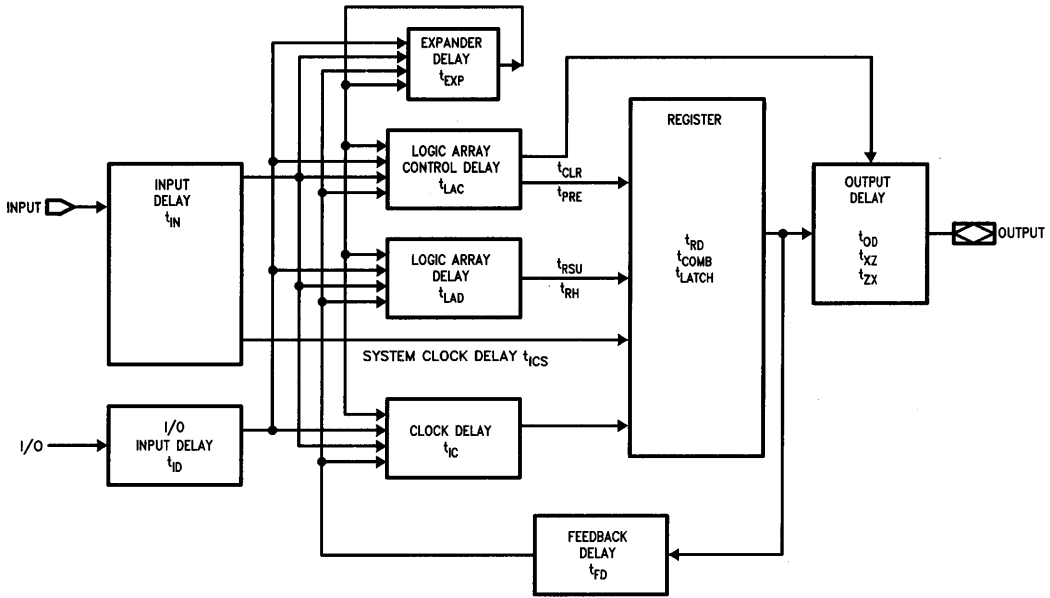 EXPANDER
DELAY
tEXP
LOGIC ARRAY
CONTROL DELAY
tLAC
tCLR
tPRE
REGISTER
tRD
tCOMB
tLATCH
INPUT
INPUT
DELAY
tIN
OUTPUT
DELAY
tOD
tXZ
tZX
OUTPUT
LOGIC ARRAY
DELAY
tLAD
tRSU
tRH
SYSTEM CLOCK DELAY tICS
I/O
I/O
INPUT DELAY
tID
CLOCK DELAY
tIC
FEEDBACK
DELAY
tFD